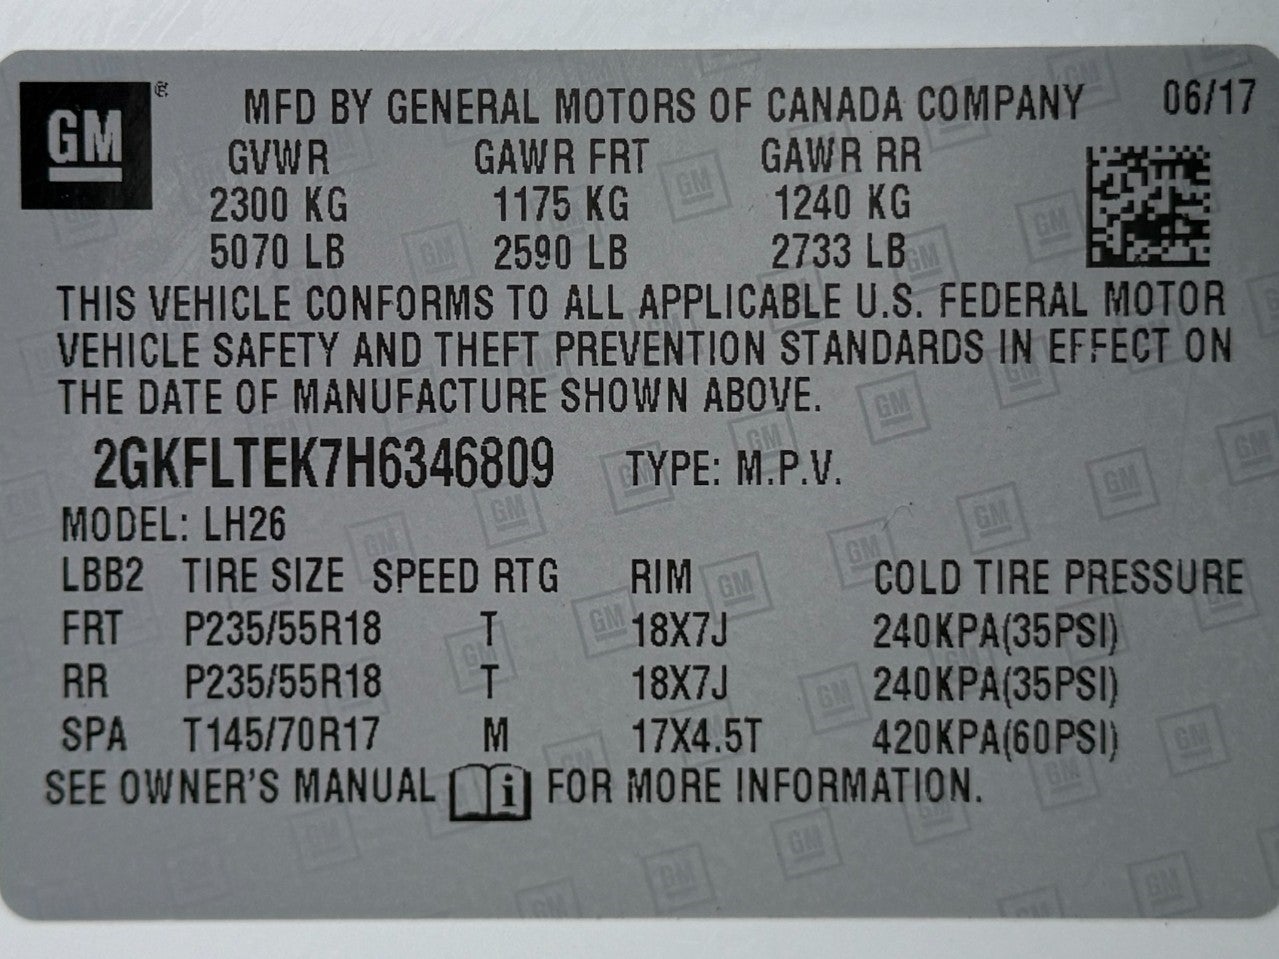 GM
MFD BY GENERAL MOTORS OF CANADA COMPANY 06/17
GVWR GAWR FRT GAWR RR
2300 KG 1175 KG 1240 KG
5070 LB 2590 LB 2733 LB
THIS VEHICLE CONFORMS TO ALL APPLICABLE U.S. FEDERAL MOTOR
VEHICLE SAFETY AND THEFT PREVENTION STANDARDS IN EFFECT ON
THE DATE OF MANUFACTURE SHOWN ABOVE.
2GKFLTEK7H6346809 TYPE: M.P.V.
MODEL: LH26
LBB2 TIRE SIZE SPEED RTG RIM COLD TIRE PRESSURE
FRT P235/55R18 T 18X7J 240KPA(35PSI)
RR P235/55R18 T 18X7J 240KPA(35PSI)
SPA T145/70R17 M 17X4.5T 420KPA(60PSI)
SEE OWNER'S MANUAL i FOR MORE INFORMATION.